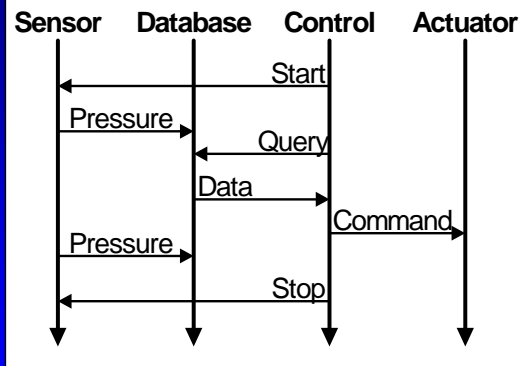 Sensor Database Control Actuator
Start
Pressure
Query
Data
Command
Pressure
Stop